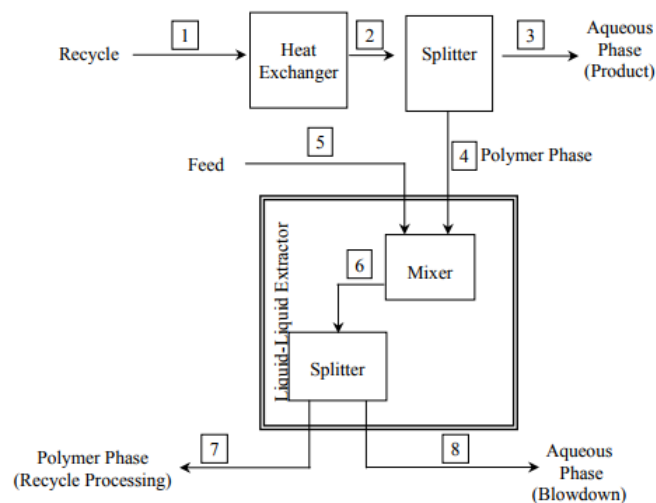 Recycle
1
Heat
Exchanger
2
Splitter
3
Aqueous
Phase
(Product)
Feed
5
4
Polymer Phase
Liquid-Liquid Extractor
Mixer
6
Splitter
7
8
Polymer Phase
(Recycle Processing)
Aqueous
Phase
(Blowdown)